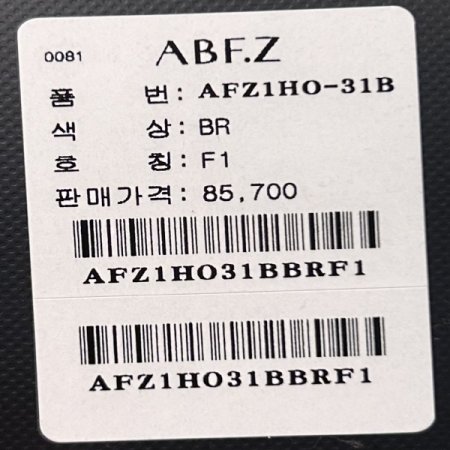 0081 ABF.Z
품 번: AFZ1HO-31B
색 상: BR
호 칭: F1
판매가격: 85,700
AFZ1HO31BBRF1
AFZ1HO31BBRF1